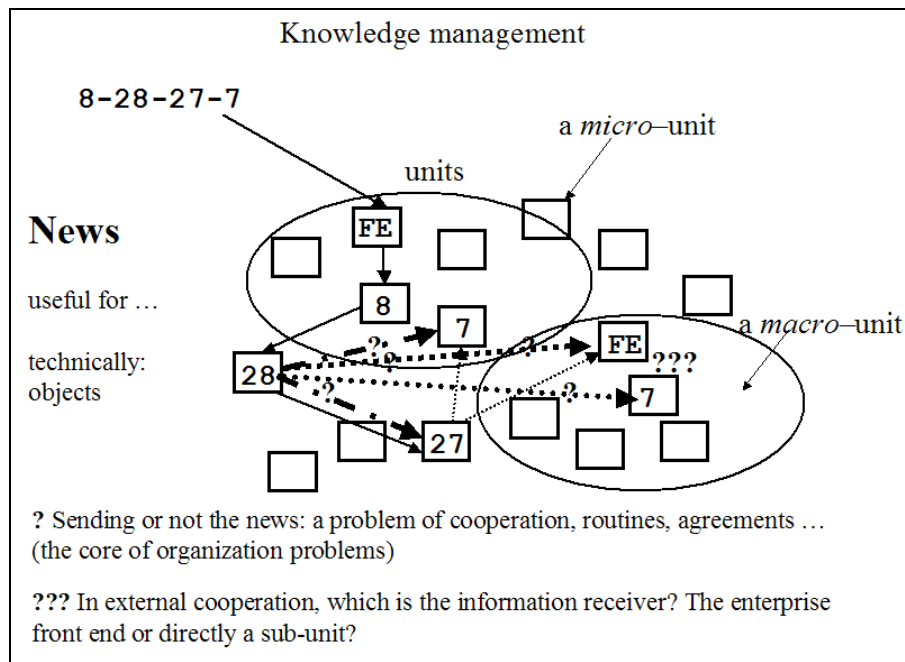 Knowledge management
8-28-27-7
a micro–unit
units
News
FE
useful for …
8
7
a macro–unit
technically:
objects
28
?
?
?
FE
???
?
?
7
27
? Sending or not the news: a problem of cooperation, routines, agreements …
(the core of organization problems)
??? In external cooperation, which is the information receiver? The enterprise
front end or directly a sub-unit?